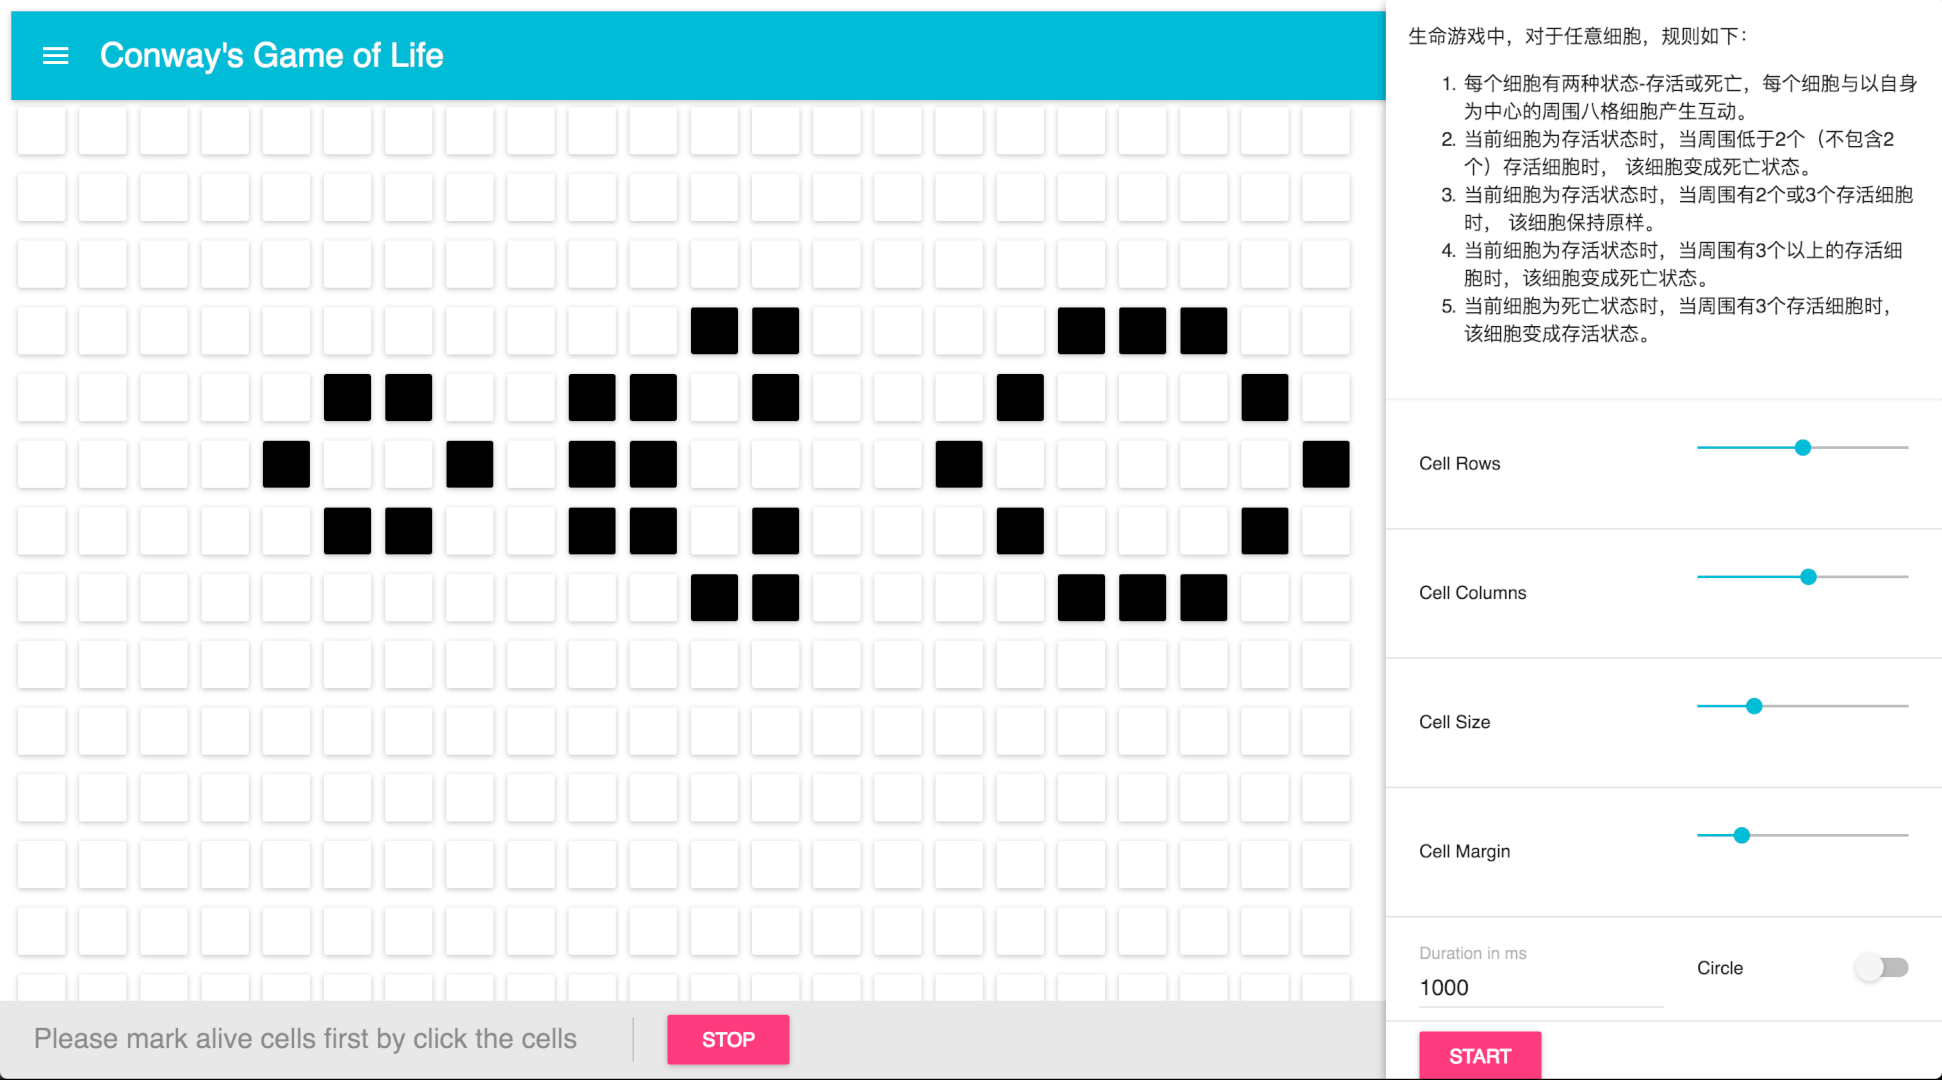 Conway's Game of Life
生命游戏中，对于任意细胞，规则如下：
1. 每个细胞有两种状态-存活或死亡，每个细胞与以自身
为中心的周围八格细胞产生互动。
2. 当前细胞为存活状态时，当周围低于2个（不包含2
个）存活细胞时， 该细胞变成死亡状态。
3. 当前细胞为存活状态时，当周围有2个或3个存活细胞
时， 该细胞保持原样。
4. 当前细胞为存活状态时，当周围有3个以上的存活细
胞时，该细胞变成死亡状态。
5. 当前细胞为死亡状态时，当周围有3个存活细胞时，
该细胞变成存活状态。
Cell Rows
Cell Columns
Cell Size
Cell Margin
Duration in ms
1000
Circle
START
Please mark alive cells first by click the cells
STOP